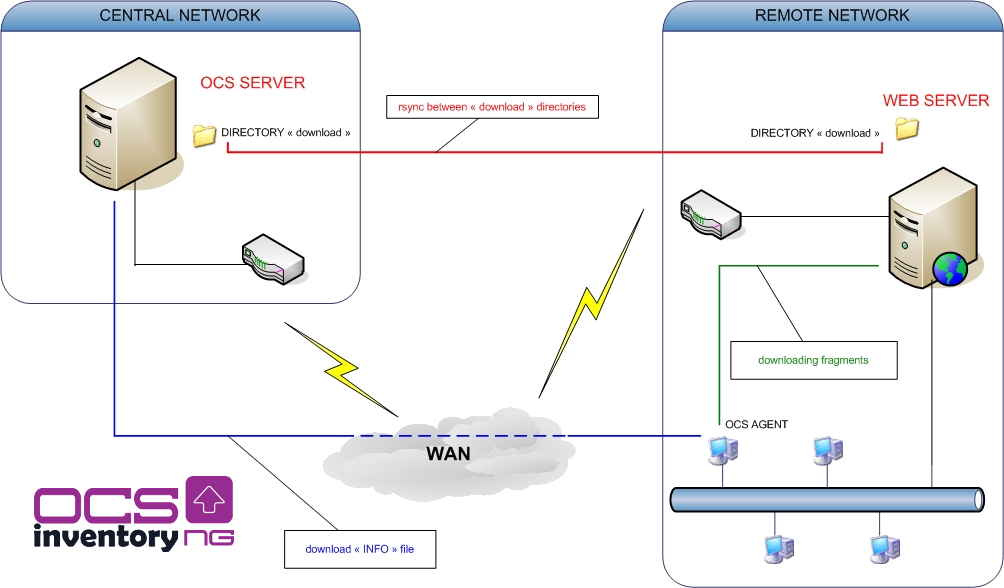 CENTRAL NETWORK
REMOTE NETWORK
OCS SERVER
DIRECTORY « download »
rsync between « download » directories
WEB SERVER
DIRECTORY « download »
downloading fragments
OCS AGENT
WAN
download « INFO » file
OCS
inventory NG